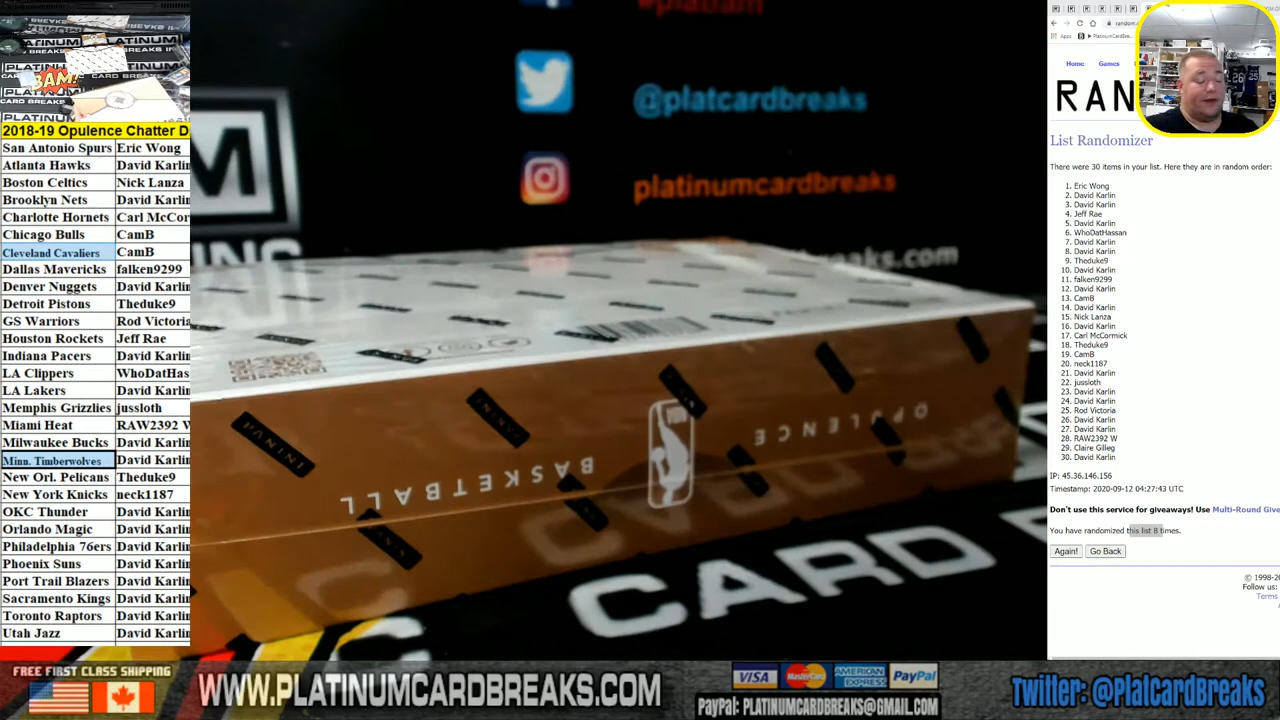 PLATINUM
CARD BREAKS
BAM!
2018-19 Opulence Chatter D
San Antonio Spurs Eric Wong
Atlanta Hawks David Karlin
Boston Celtics Nick Lanza
Brooklyn Nets David Karlin
Charlotte Hornets Carl McCor
Chicago Bulls CamB
Cleveland Cavaliers CamB
Dallas Mavericks falken9299
Denver Nuggets David Karlin
Detroit Pistons Theduke9
GS Warriors Rod Victoria
Houston Rockets Jeff Rae
Indiana Pacers David Karlin
LA Clippers WhoDatHas
LA Lakers David Karlin
Memphis Grizzlies jussloth
Miami Heat RAW2392 W
Milwaukee Bucks David Karlin
Minn. Timberwolves David Karlin
New Orl. Pelicans Theduke9
New York Knicks neck1187
OKC Thunder David Karlin
Orlando Magic David Karlin
Philadelphia 76ers David Karlin
Phoenix Suns David Karlin
Port Trail Blazers David Karlin
Sacramento Kings David Karlin
Toronto Raptors David Karlin
Utah Jazz David Karlin
@platcardbreaks
platinumcardbreaks
OPULENCE
BASKETBALL
PANINI
CARD
Home Games
RAN
List Randomizer
There were 30 items in your list. Here they are in random order:
1. Eric Wong
2. David Karlin
3. David Karlin
4. Jeff Rae
5. David Karlin
6. WhoDatHassan
7. David Karlin
8. David Karlin
9. Theduke9
10. David Karlin
11. falken9299
12. David Karlin
13. CamB
14. David Karlin
15. Nick Lanza
16. David Karlin
17. Carl McCormick
18. Theduke9
19. CamB
20. neck1187
21. David Karlin
22. jussloth
23. David Karlin
24. David Karlin
25. Rod Victoria
26. David Karlin
27. David Karlin
28. RAW2392 W
29. Claire Gilleg
30. David Karlin
IP: 45.36.146.156
Timestamp: 2020-09-12 04:27:43 UTC
Don't use this service for giveaways! Use Multi-Round Give
You have randomized this list 8 times.
Again! Go Back
© 1998-20
Follow us:
Terms
FREE FIRST CLASS SHIPPING
WWW.PLATINUMCARDBREAKS.COM
VISA MasterCard AMERICAN EXPRESS PayPal
PayPal: PLATINUMCARDBREAKS@GMAIL.COM
Twitter: @PlatCardBreaks